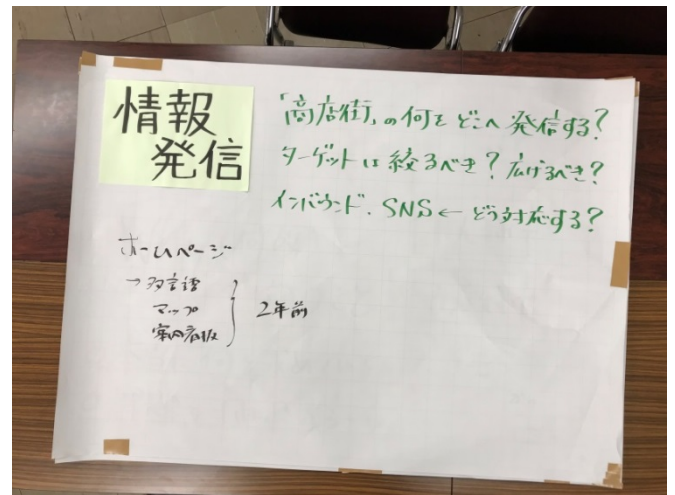 情報
発信
「商店街」の何をどこへ発信する?
ターゲットは絞るべき?広げるべき?
インバウンド.SNS←どう対応する?
ホームページ
→多言語
マップ
案内看板
2年前